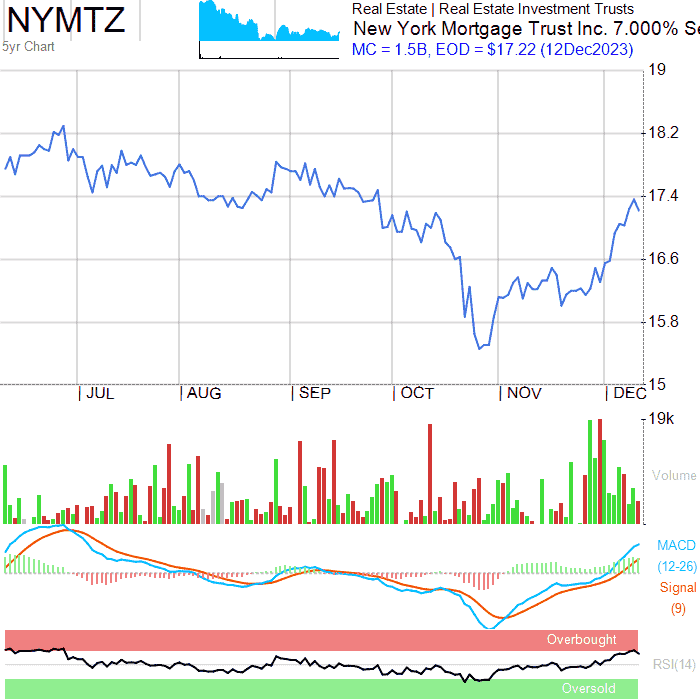 NYMTZ
5yr Chart
Real Estate | Real Estate Investment Trusts
New York Mortgage Trust Inc. 7.000% Se
MC = 1.5B, EOD = $17.22 (12Dec2023)
19
18.2
17.4
16.6
15.8
15
JUL AUG SEP OCT NOV DEC
19k
Volume
MACD
(12-26)
Signal
(9)
Overbought
RSI(14)
Oversold